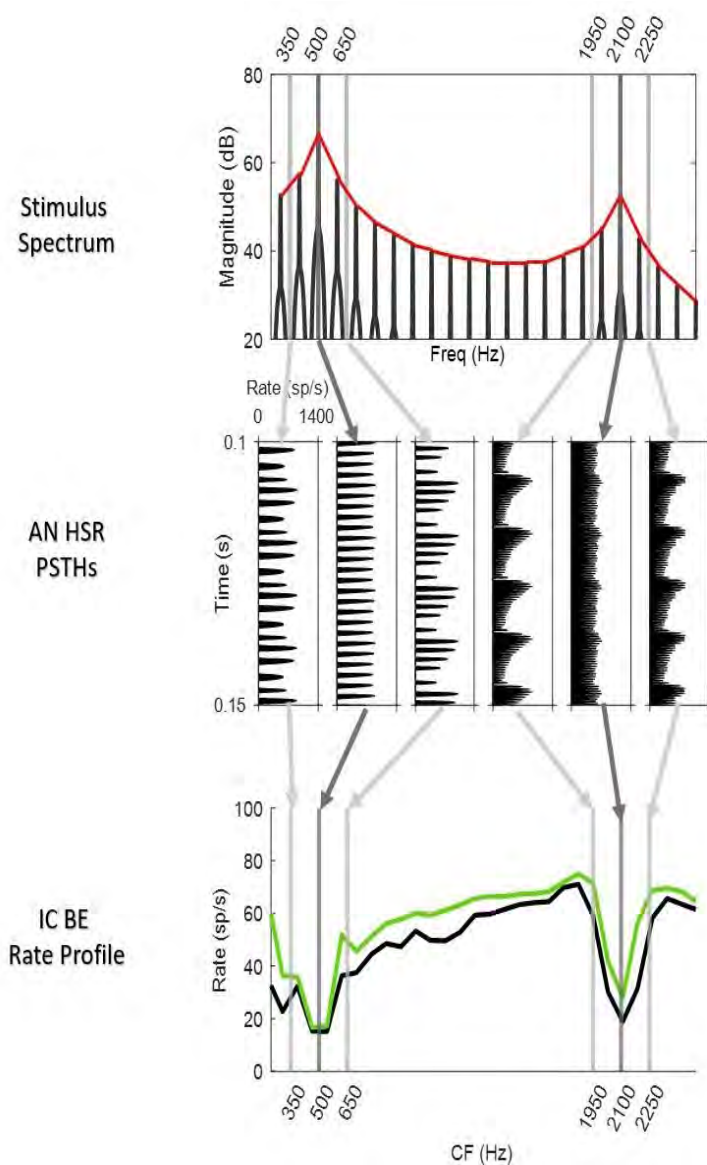 350 500 650 1950 2100 2250
80
60
40
20
Magnitude (dB)
Stimulus
Spectrum
Freq (Hz)
Rate (sp/s)
0 1400
0.1
0.15
Time (s)
AN HSR
PSTHs
100
80
60
40
20
0
Rate (sp/s)
IC BE
Rate Profile
350 500 650 1950 2100 2250
CF (Hz)